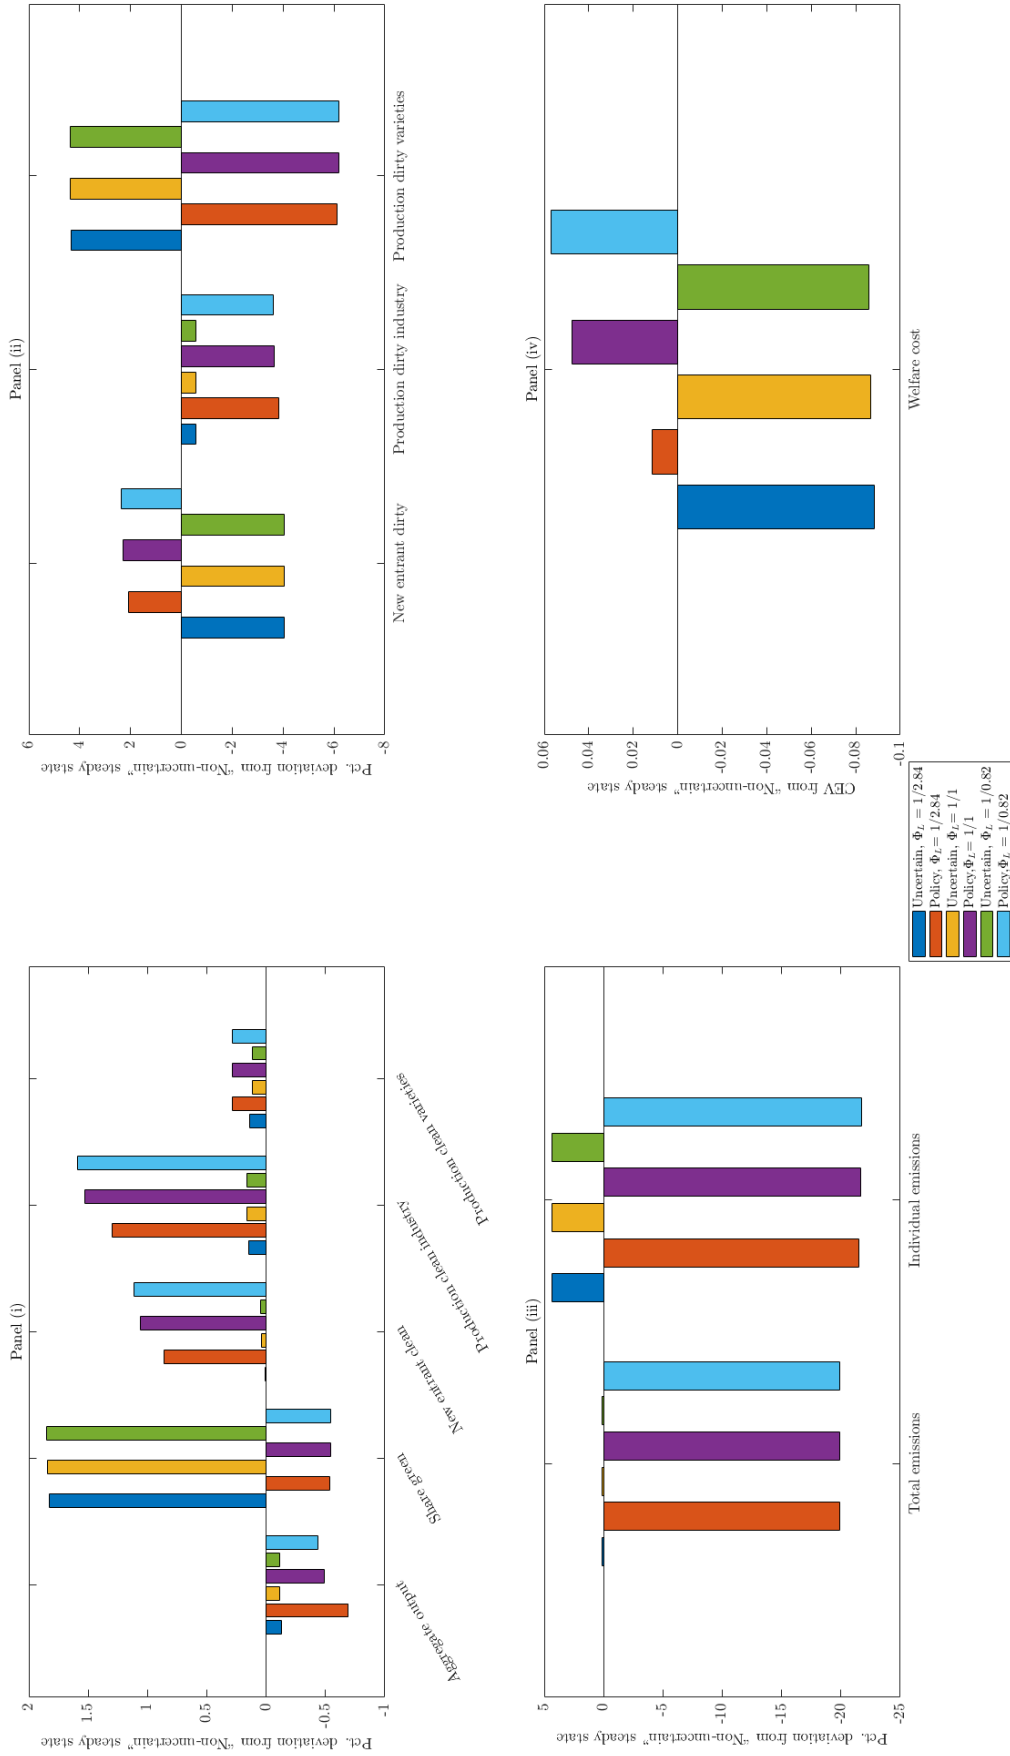 Panel (i)
Pct. deviation from "Non-uncertain" steady state
2
1.5
1
0.5
0
-0.5
-1
Aggregate output
Share green
New entrant clean
Production clean industry
Production clean varieties
Panel (ii)
Pct. deviation from "Non-uncertain" steady state
6
4
2
0
-2
-4
-6
-8
New entrant dirty
Production dirty industry
Production dirty varieties
Panel (iii)
Pct. deviation from "Non-uncertain" steady state
5
0
-5
-10
-15
-20
-25
Total emissions
Individual emissions
Panel (iv)
CEV from "Non-uncertain" steady state
0.06
0.04
0.02
0
-0.02
-0.04
-0.06
-0.08
-0.1
Welfare cost
Uncertain, Φ_L = 1/2.84
Policy, Φ_L = 1/2.84
Uncertain, Φ_L = 1/1
Policy,Φ_L = 1/1
Uncertain, Φ_L = 1/0.82
Policy,Φ_L = 1/0.82